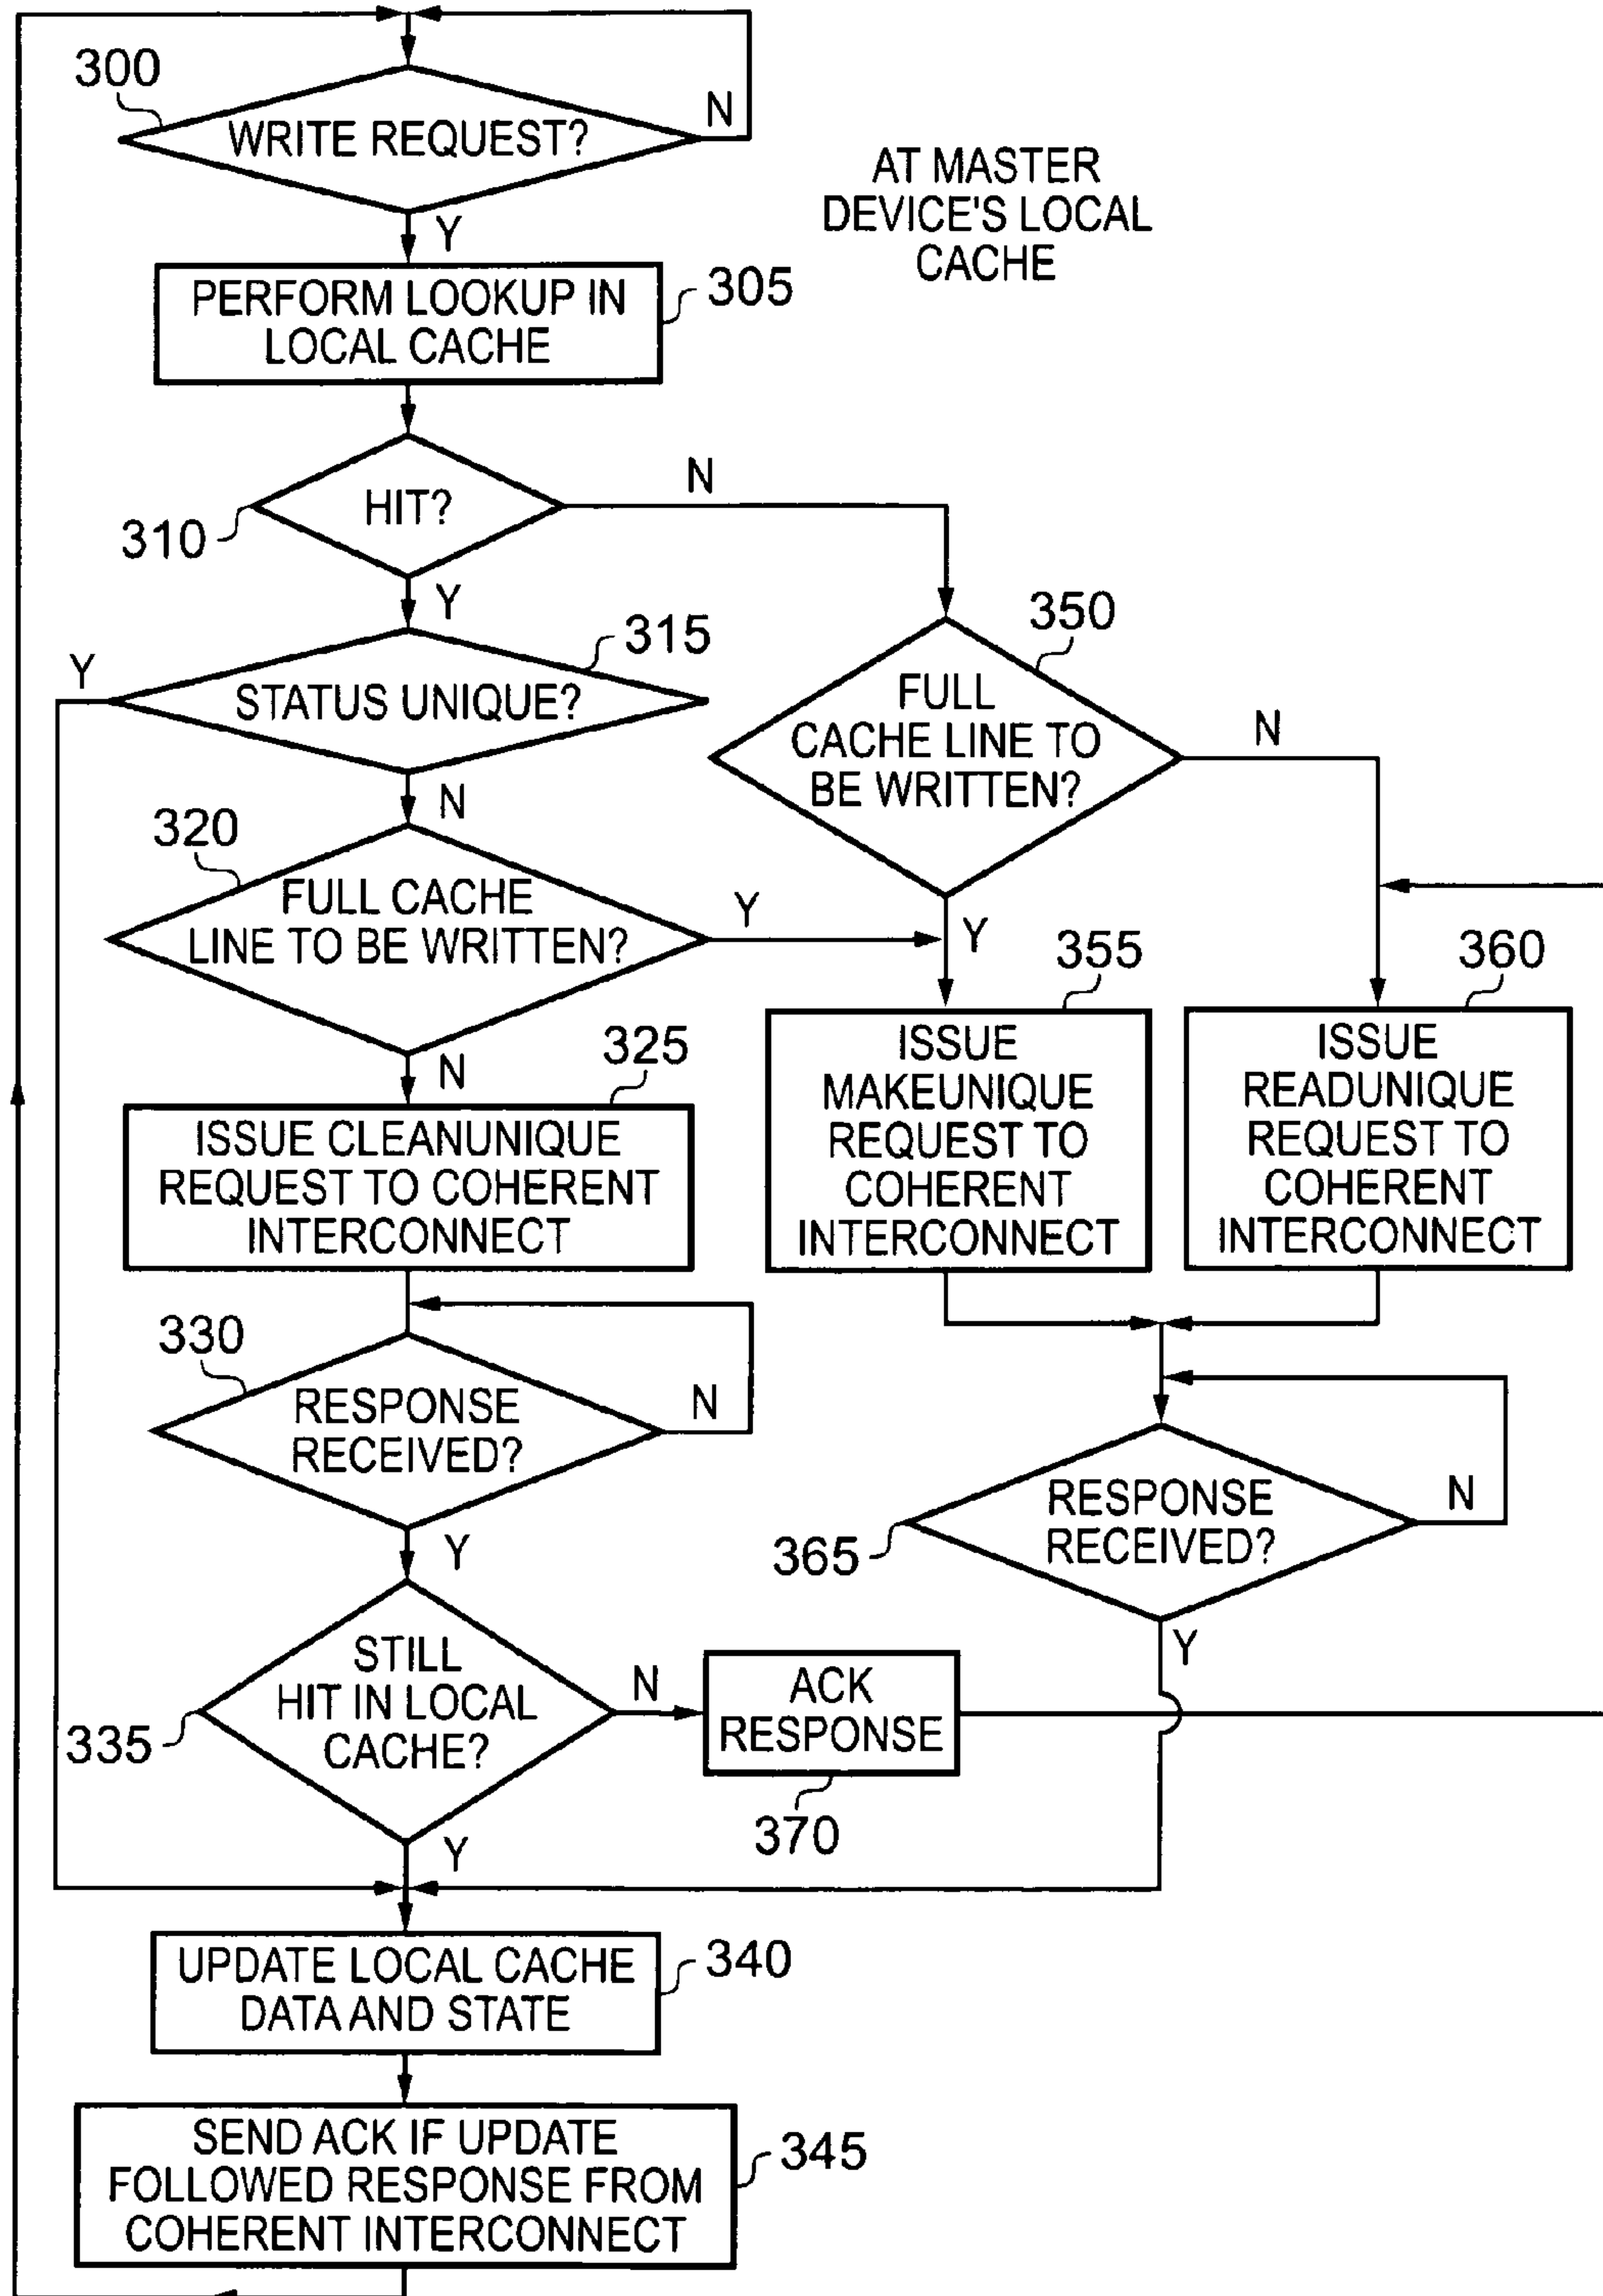 300
WRITE REQUEST?
N
AT MASTER
DEVICE'S LOCAL
CACHE
Y
PERFORM LOOKUP IN
LOCAL CACHE
305
HIT?
N
310
Y
350
315
Y
STATUS UNIQUE?
FULL
CACHE LINE TO
BE WRITTEN?
N
N
320
FULL CACHE
LINE TO BE WRITTEN?
Y
Y
355
360
N
325
ISSUE CLEANUNIQUE
REQUEST TO COHERENT
INTERCONNECT
ISSUE
MAKEUNIQUE
REQUEST TO
COHERENT
INTERCONNECT
ISSUE
READUNIQUE
REQUEST TO
COHERENT
INTERCONNECT
330
RESPONSE
RECEIVED?
N
RESPONSE
RECEIVED?
N
365
Y
Y
STILL
HIT IN LOCAL
CACHE?
N
335
ACK
RESPONSE
370
Y
UPDATE LOCAL CACHE
DATA AND STATE
340
SEND ACK IF UPDATE
FOLLOWED RESPONSE FROM
COHERENT INTERCONNECT
345